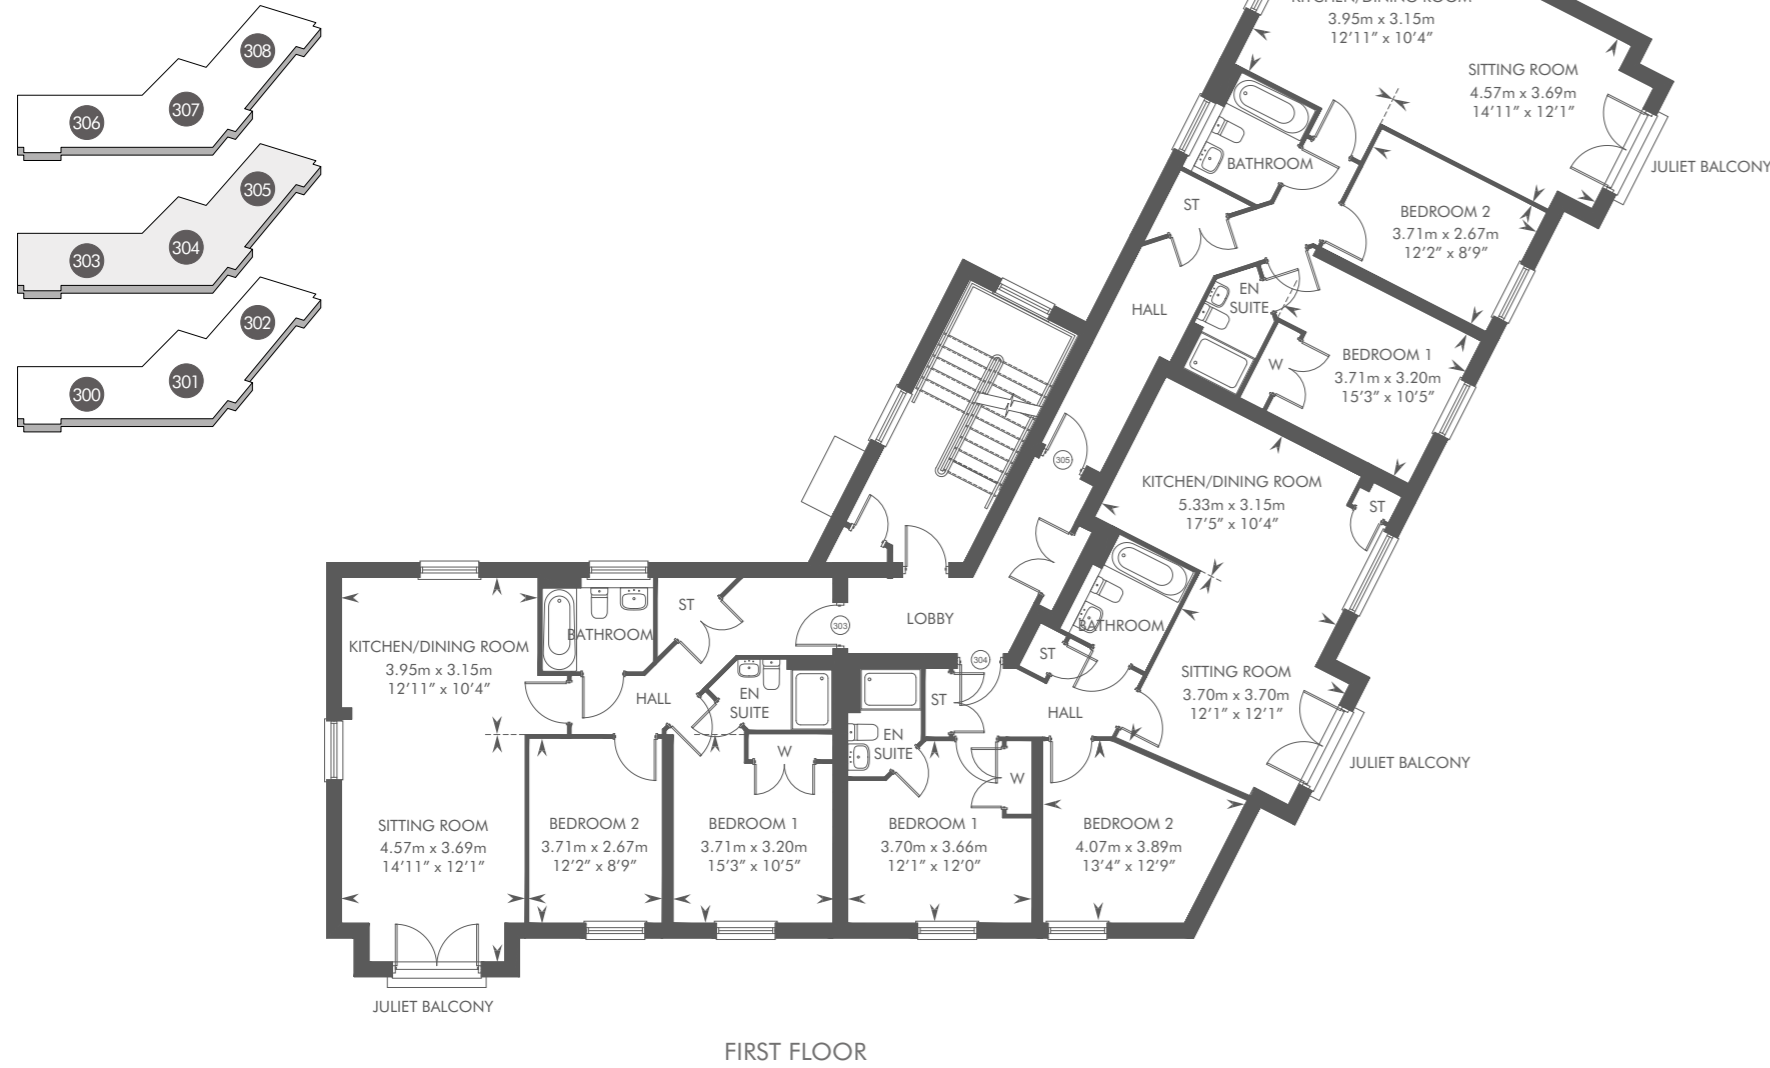 308
307
306
305
304
303
302
301
300
KITCHEN/DINING ROOM
3.95m x 3.15m
12'11" x 10'4"
SITTING ROOM
4.57m x 3.69m
14'11" x 12'1"
JULIET BALCONY
BATHROOM
ST
BEDROOM 2
3.71m x 2.67m
12'2" x 8'9"
HALL
EN
SUITE
W
BEDROOM 1
3.71m x 3.20m
15'3" x 10'5"
305
KITCHEN/DINING ROOM
5.33m x 3.15m
17'5" x 10'4"
ST
BATHROOM
ST
SITTING ROOM
3.70m x 3.70m
12'1" x 12'1"
JULIET BALCONY
HALL
304
LOBBY
303
ST
BATHROOM
KITCHEN/DINING ROOM
3.95m x 3.15m
12'11" x 10'4"
HALL
EN
SUITE
W
ST
EN
SUITE
W
SITTING ROOM
4.57m x 3.69m
14'11" x 12'1"
BEDROOM 2
3.71m x 2.67m
12'2" x 8'9"
BEDROOM 1
3.71m x 3.20m
15'3" x 10'5"
BEDROOM 1
3.70m x 3.66m
12'1" x 12'0"
BEDROOM 2
4.07m x 3.89m
13'4" x 12'9"
JULIET BALCONY
FIRST FLOOR